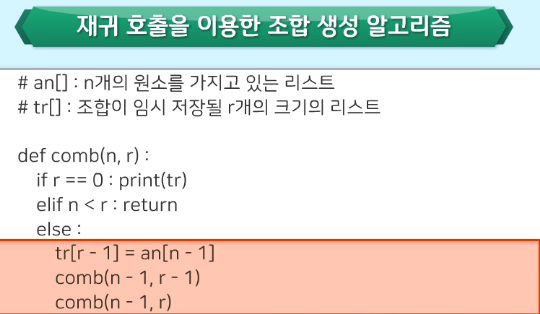 재귀 호출을 이용한 조합 생성 알고리즘
# an[] : n개의 원소를 가지고 있는 리스트
# tr[] : 조합이 임시 저장될 r개의 크기의 리스트
def comb(n, r) :
if r == 0 : print(tr)
elif n < r : return
else :
tr[r - 1] = an[n - 1]
comb(n - 1, r - 1)
comb(n - 1, r)